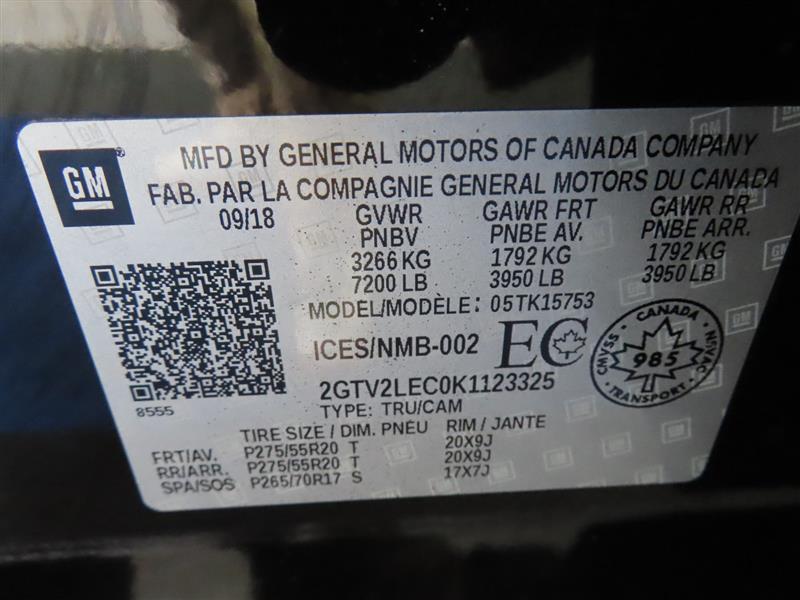 GM
MFD BY GENERAL MOTORS OF CANADA COMPANY
FAB. PAR LA COMPAGNIE GENERAL MOTORS DU CANADA
09/18 GVWR GAWR FRT GAWR RR
PNBV PNBE AV. PNBE ARR.
3266 KG 1792 KG 1792 KG
7200 LB 3950 LB 3950 LB
MODEL/MODÈLE: 05TK15753
ICES/NMB-002 EC
CANADA
CMVSS 985 NSVAC
TRANSPORT
2GTV2LEC0K1123325
8555
TYPE: TRU/CAM
TIRE SIZE / DIM. PNEU RIM / JANTE
FRT/AV. P275/55R20 T 20X9J
RR/ARR. P275/55R20 T 20X9J
SPA/SOS P265/70R17 S 17X7J